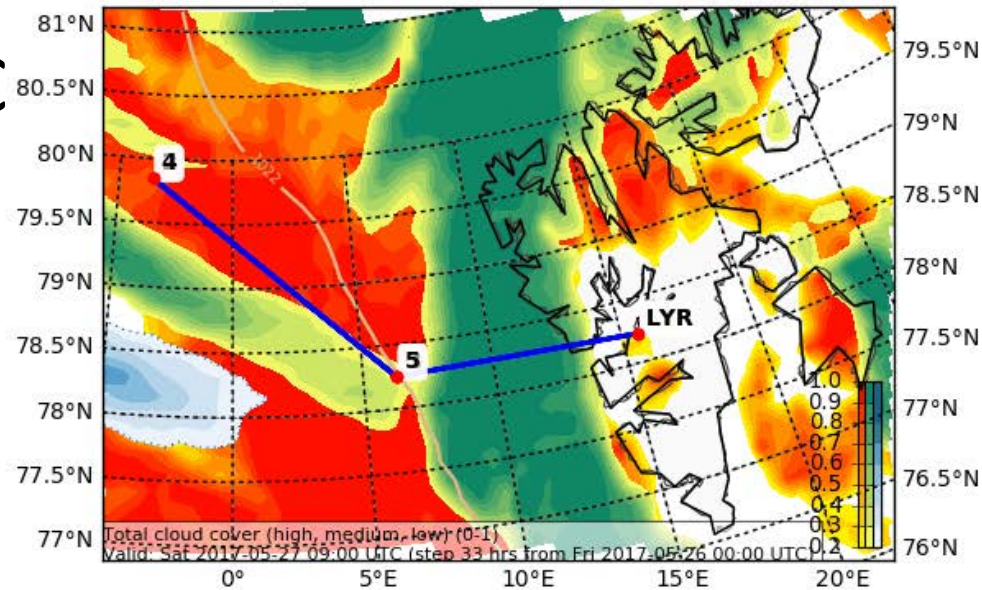 81°N
80.5°N
80°N
79.5°N
79°N
78.5°N
78°N
77.5°N
77°N
79.5°N
79°N
78.5°N
78°N
77.5°N
77°N
76.5°N
76°N
4
1022
5
LYR
1.0
0.9
0.8
0.7
0.6
0.5
0.4
0.3
0.2
Total cloud cover (high, medium, low) (0-1)
Valid: Sat 2017-05-27 09:00 UTC (step 33 hrs from Fri 2017-05-26 00:00 UTC)
0°
5°E
10°E
15°E
20°E